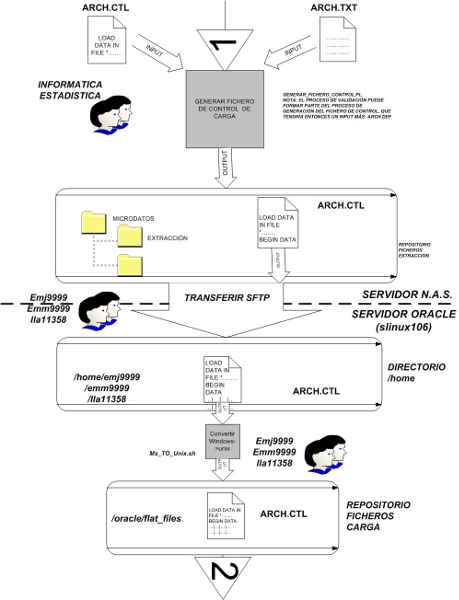 ARCH.CTL
ARCH.TXT
LOAD
DATA IN
FILE *.......
INPUT
1
INPUT
INFORMATICA
ESTADISTICA
GENERAR FICHERO
DE CONTROL DE
CARGA
GENERAR_FICHERO_CONTROL.PL,
NOTA: EL PROCESO DE VALIDACIÓN PUEDE
FORMAR PARTE DEL PROCESO DE
GENERACIÓN DEL FICHERO DE CONTROL, QUE
TENDRÍA ENTONCES UN INPUT MÁS: ARCH.DEF
OUTPUT
ARCH.CTL
LOAD DATA
IN FILE
*.......
BEGIN DATA
MICRODATOS
EXTRACCIÓN
OUTPUT
REPOSITORIO
FICHEROS
EXTRACCION
Emj9999
Emm9999
lla11358
TRANSFERIR SFTP
SERVIDOR N.A.S.
SERVIDOR ORACLE
(slinux106)
DIRECTORIO
/home
/home/emj9999
/emm9999
/lla11358
LOAD
DATA IN
FILE *.......
BEGIN
DATA
ARCH.CTL
Convertir
Windows-
>unix
Ms_TO_Unix.sh
Emj9999
Emm9999
lla11358
/oracle/flat_files
LOAD DATA IN
FILE *.......
BEGIN DATA
ARCH.CTL
REPOSITORIO
FICHEROS
CARGA
2